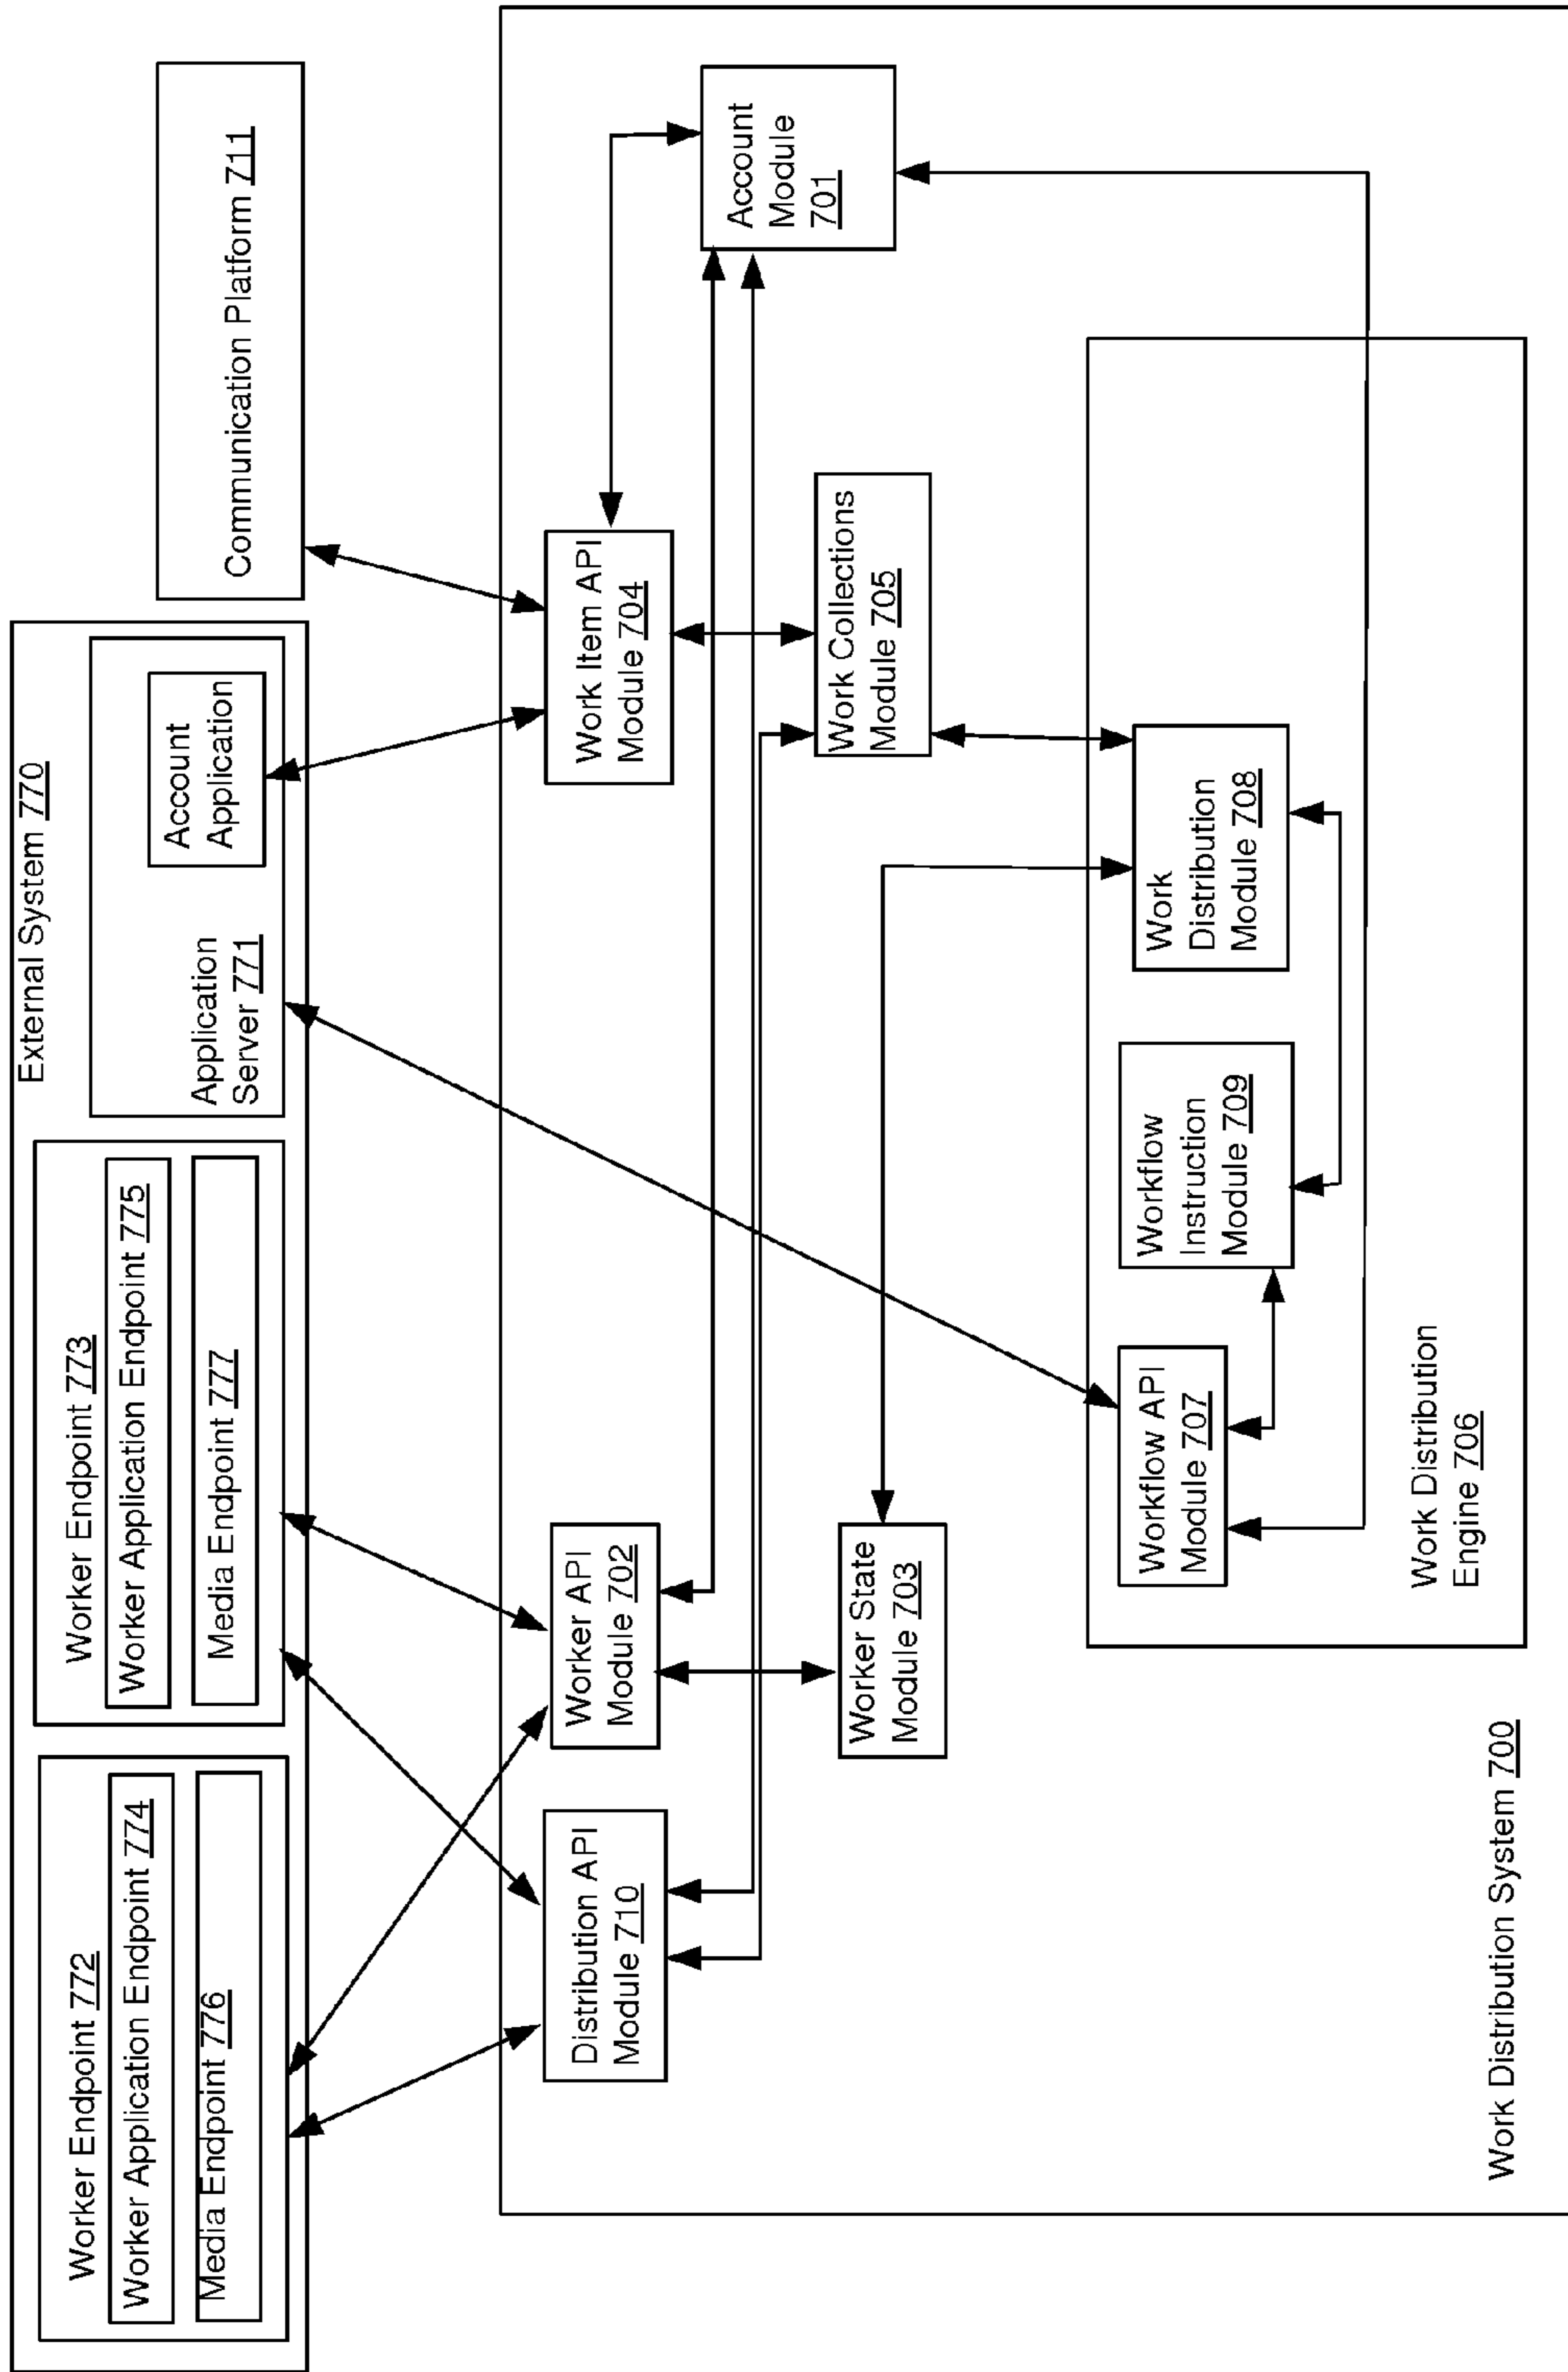 External System 770
Worker Endpoint 772
Worker Application Endpoint 774
Media Endpoint 776
Worker Endpoint 773
Worker Application Endpoint 775
Media Endpoint 777
Application
Server 771
Account
Application
Communication Platform 711
Distribution API
Module 710
Worker API
Module 702
Work Item API
Module 704
Account
Module
701
Worker State
Module 703
Work Collections
Module 705
Workflow API
Module 707
Workflow
Instruction
Module 709
Work
Distribution
Module 708
Work Distribution
Engine 706
Work Distribution System 700